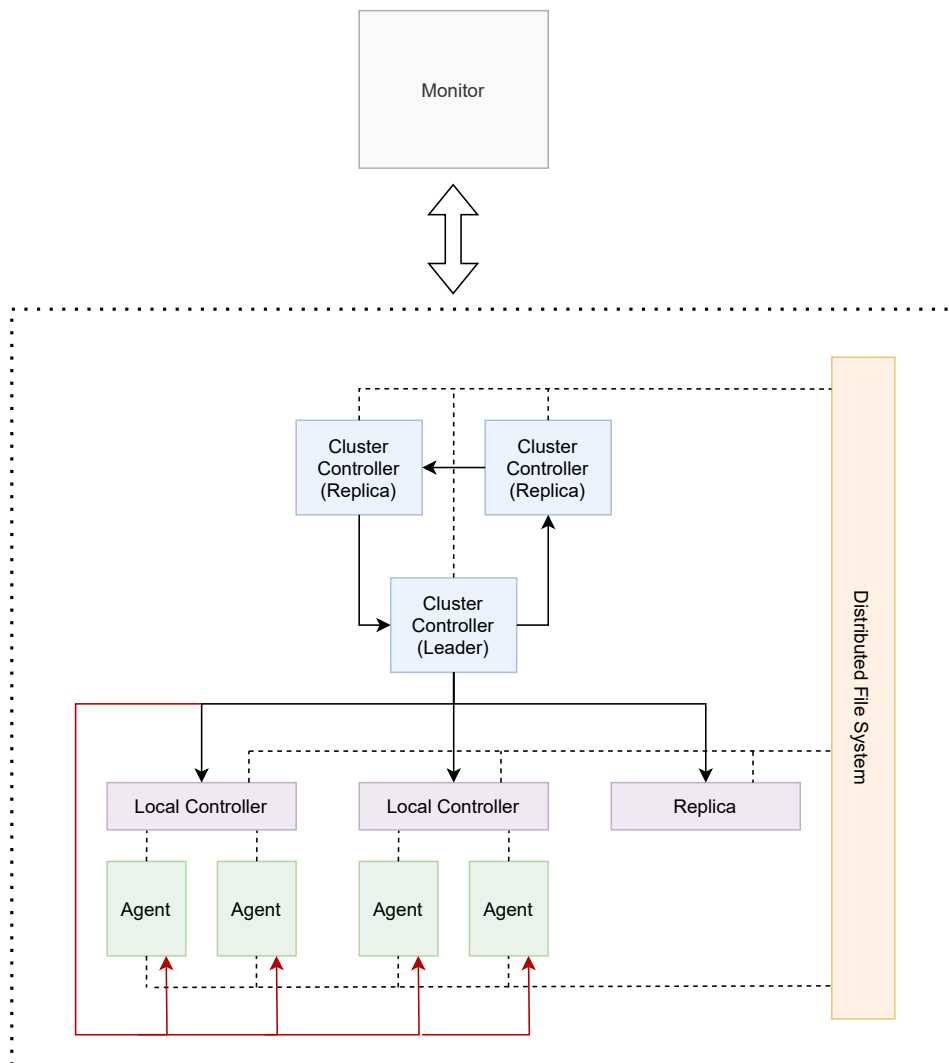 Monitor
Cluster
Controller
(Replica)
Cluster
Controller
(Replica)
Cluster
Controller
(Leader)
Distributed File System
Local Controller
Local Controller
Replica
Agent
Agent
Agent
Agent